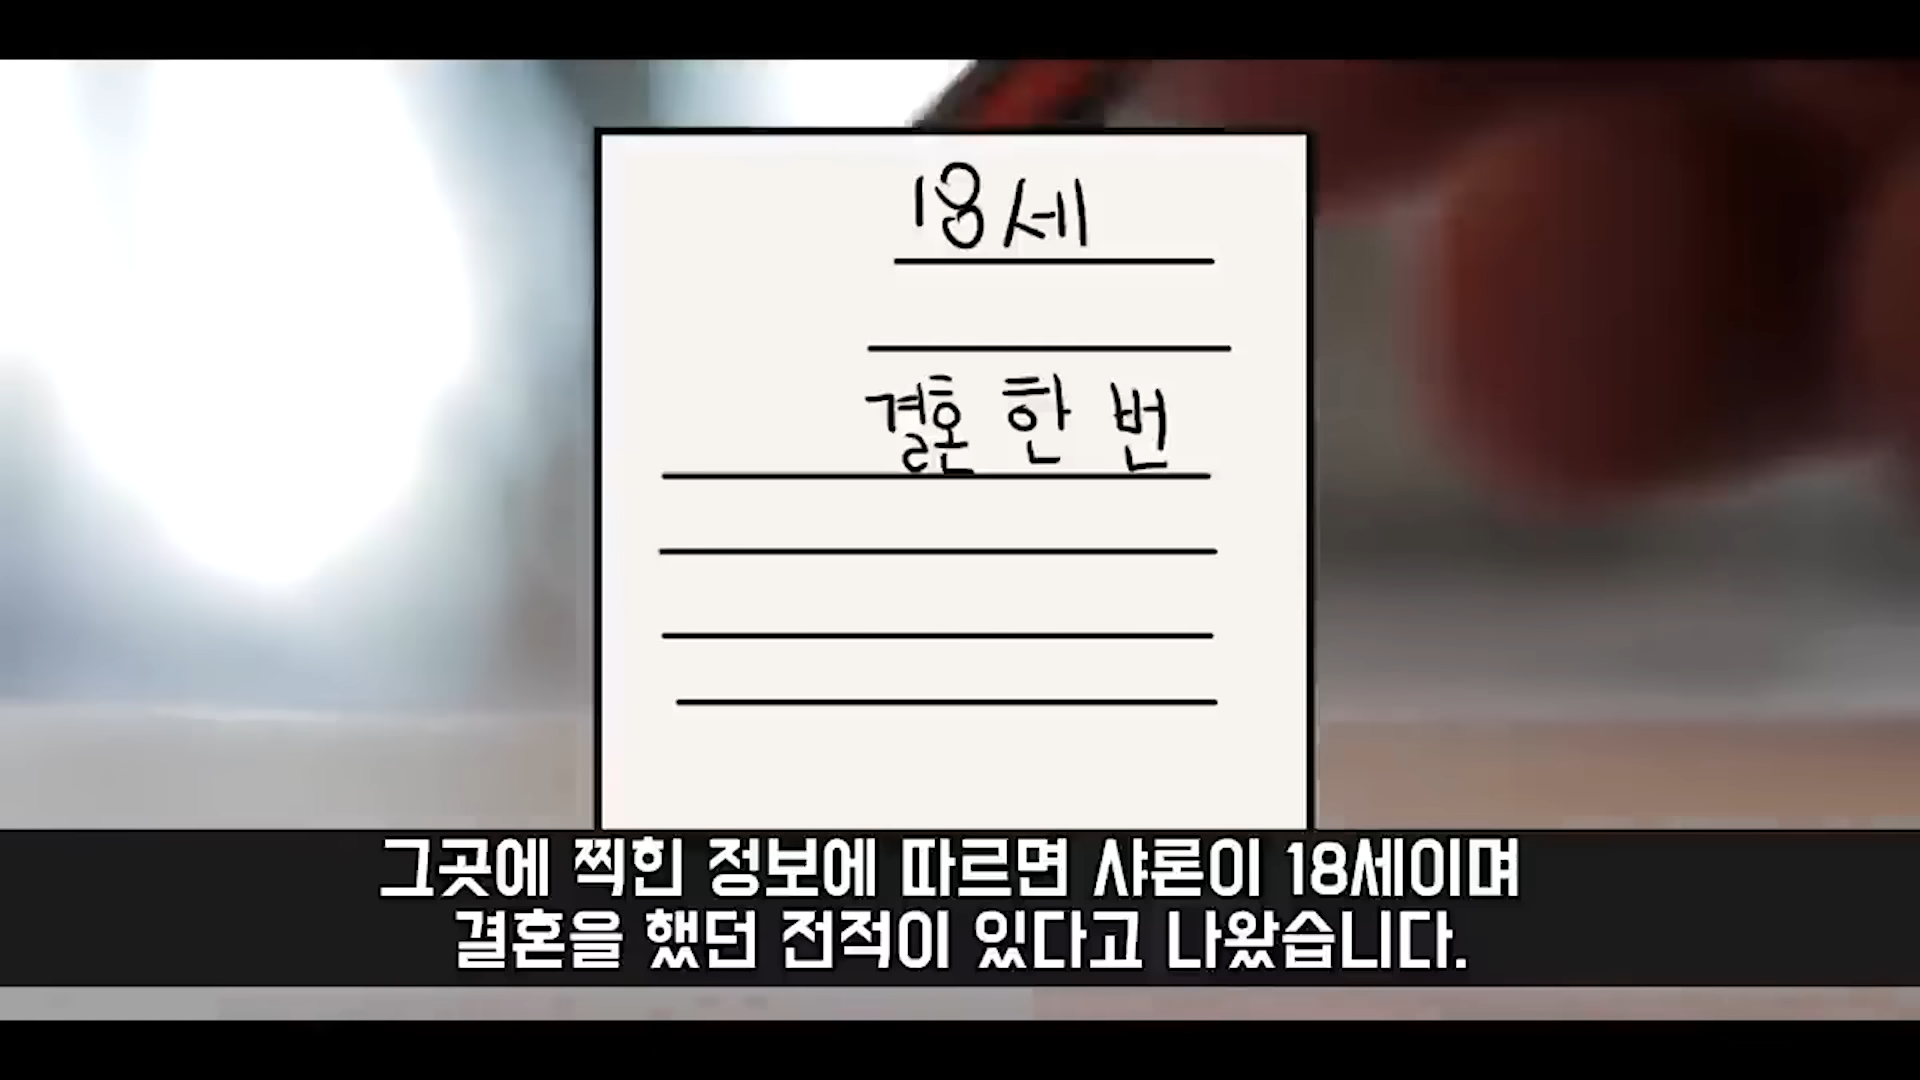 18세
결혼 한 번
그곳에 찍힌 정보에 따르면 샤론이 18세이며
결혼을 했던 전적이 있다고 나왔습니다.